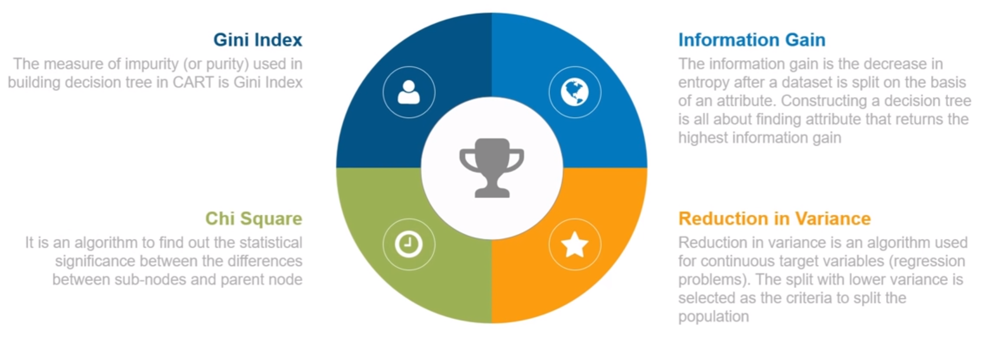 Gini Index
The measure of impurity (or purity) used in
building decision tree in CART is Gini Index
Information Gain
The information gain is the decrease in
entropy after a dataset is split on the basis
of an attribute. Constructing a decision tree
is all about finding attribute that returns the
highest information gain
Chi Square
It is an algorithm to find out the statistical
significance between the differences
between sub-nodes and parent node
Reduction in Variance
Reduction in variance is an algorithm used
for continuous target variables (regression
problems). The split with lower variance is
selected as the criteria to split the
population